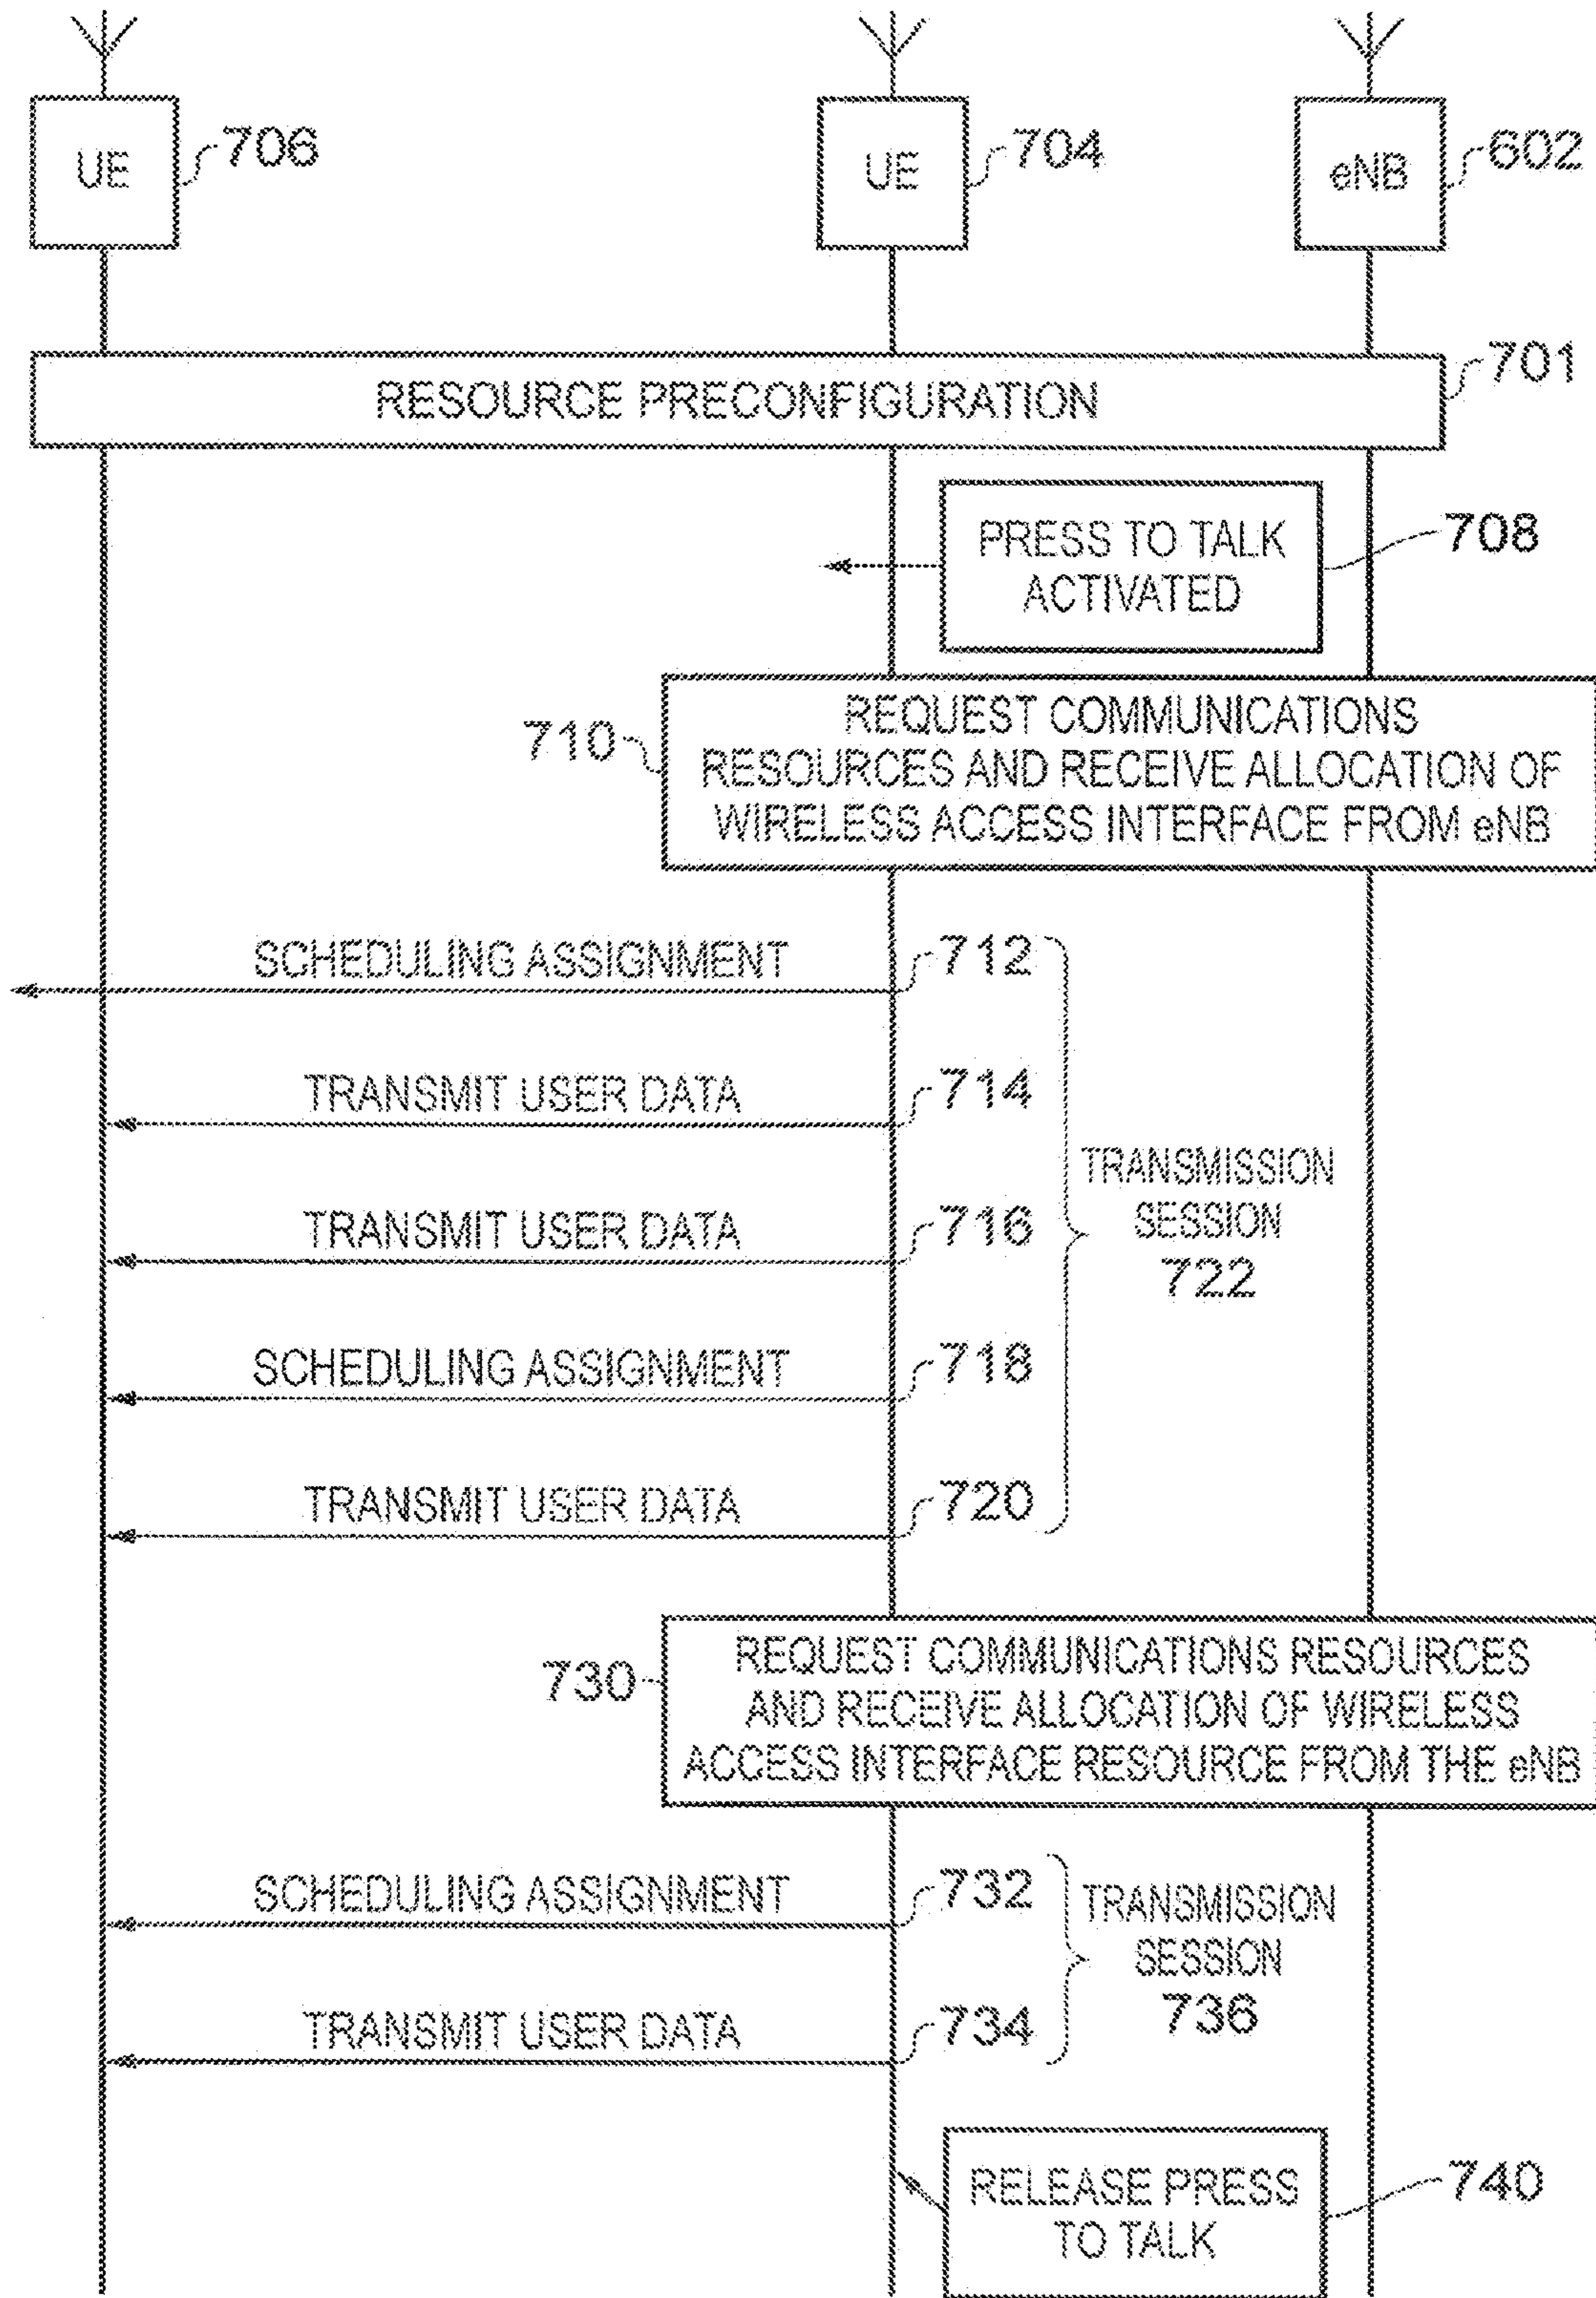 UE
706
UE
704
eNB
602
RESOURCE PRECONFIGURATION
701
PRESS TO TALK
ACTIVATED
708
710
REQUEST COMMUNICATIONS
RESOURCES AND RECEIVE ALLOCATION OF
WIRELESS ACCESS INTERFACE FROM eNB
SCHEDULING ASSIGNMENT
712
TRANSMIT USER DATA
714
TRANSMISSION
SESSION
722
TRANSMIT USER DATA
716
SCHEDULING ASSIGNMENT
718
TRANSMIT USER DATA
720
730
REQUEST COMMUNICATIONS RESOURCES
AND RECEIVE ALLOCATION OF WIRELESS
ACCESS INTERFACE RESOURCE FROM THE eNB
SCHEDULING ASSIGNMENT
732
TRANSMISSION
SESSION
736
TRANSMIT USER DATA
734
RELEASE PRESS
TO TALK
740